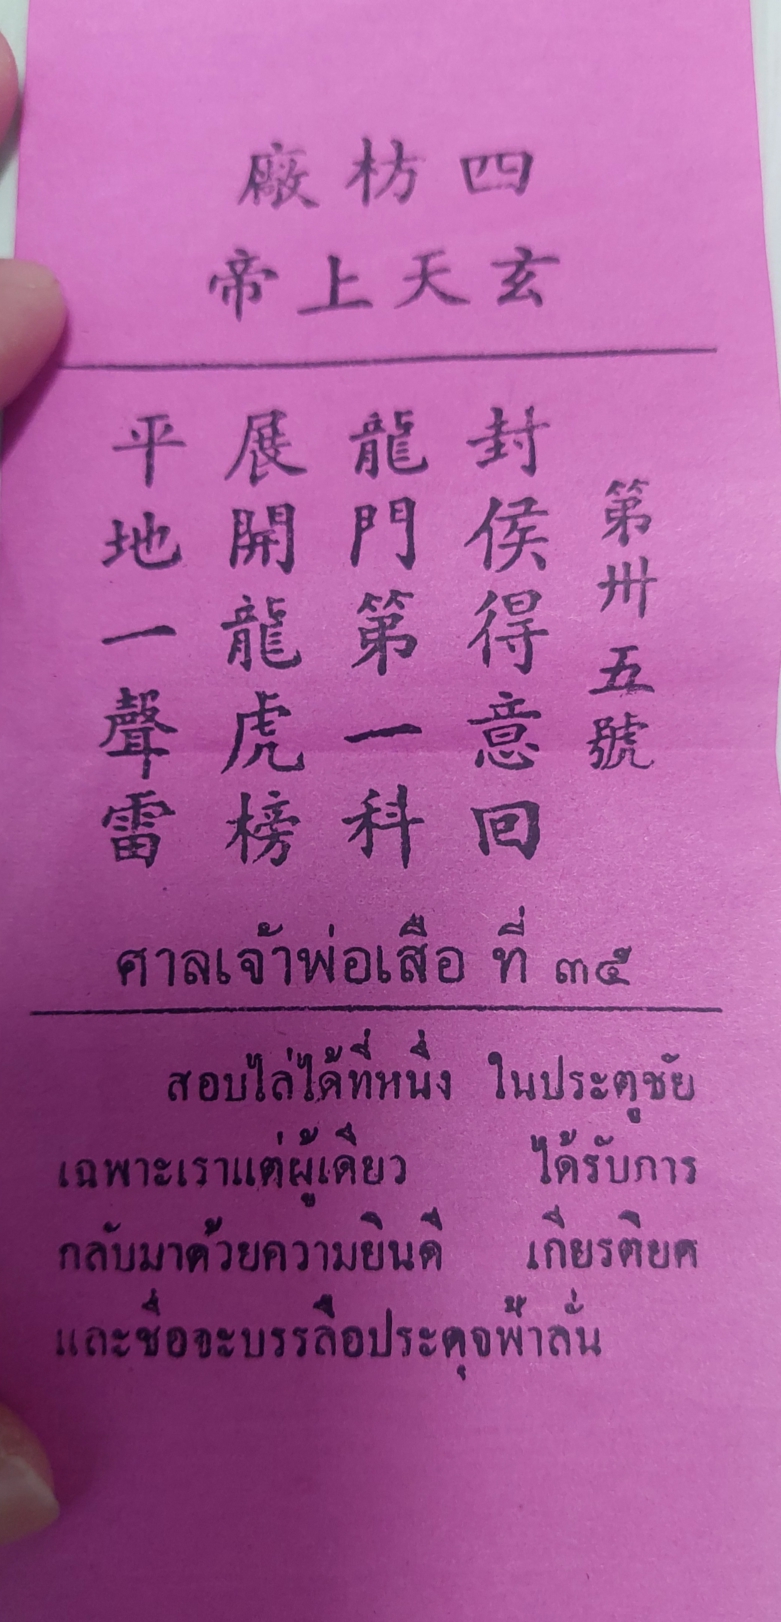 四枋廠
玄天上帝
第卅五號
封侯得意回
龍門第一科
展開龍虎榜
平地一聲雷
ศาลเจ้าพ่อเสือ ที่ ๓๕
สอบไล่ได้ที่หนึ่ง ในประตูชัย
เฉพาะเราแต่ผู้เดียว ได้รับการ
กลับมาด้วยความยินดี เกียรติยศ
และชื่อจะบรรลือประดุจฟ้าลั่น